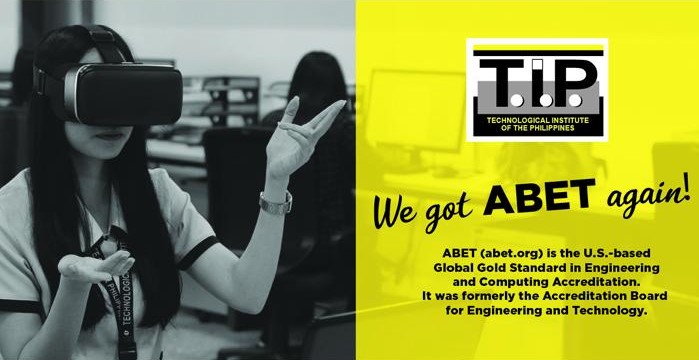 T.I.P.
TECHNOLOGICAL INSTITUTE
OF THE PHILIPPINES
We got ABET again!
ABET (abet.org) is the U.S.-based
Global Gold Standard in Engineering
and Computing Accreditation.
It was formerly the Accreditation Board
for Engineering and Technology.
TECHNOLOGICAL